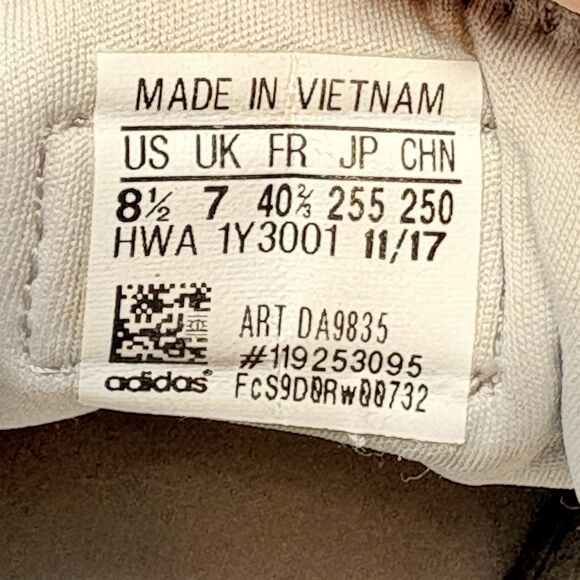 MADE IN VIETNAM
US UK FR JP CHN
8½ 7 40⅔ 255 250
HWA 1Y3001 11/17
ART DA9835
#119253095
adidas® FcS9D0Rw00732